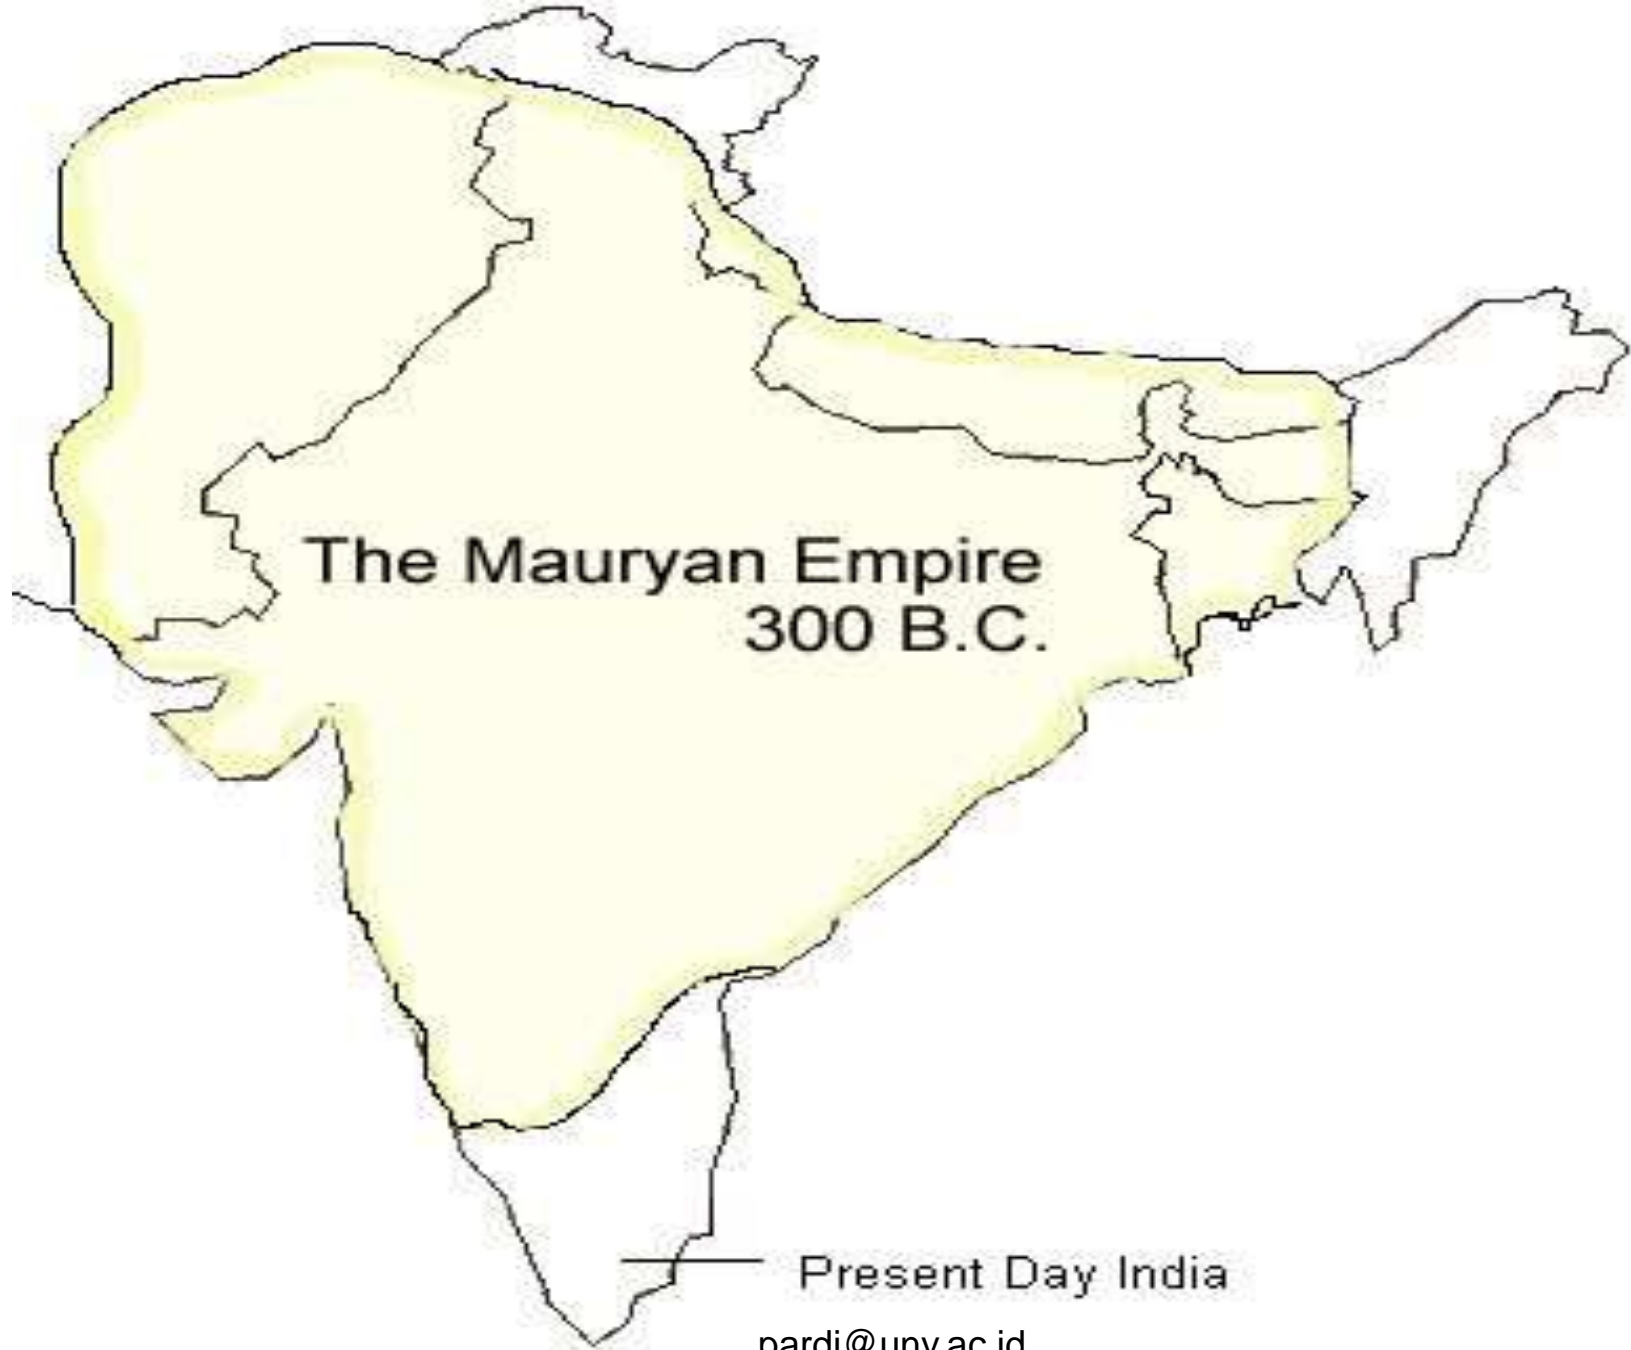 The Mauryan Empire
300 B.C.
Present Day India
pardi@uny.ac.id